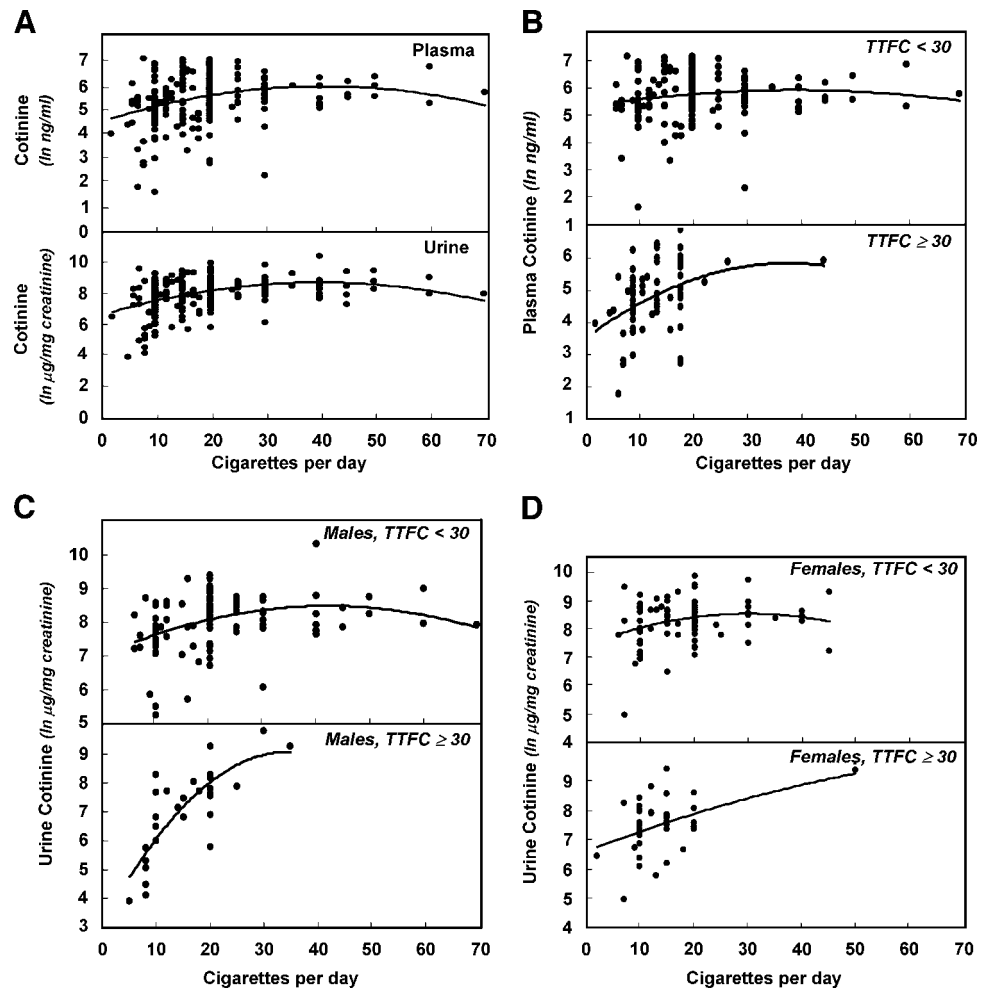 A
Plasma
7
6
5
4
3
2
1
0
Cotinine
(ln ng/ml)
Urine
10
8
6
4
2
0
Cotinine
(ln μg/mg creatinine)
0 10 20 30 40 50 60 70
Cigarettes per day
B
TTFC < 30
7
6
5
4
3
2
1
TTFC ≥ 30
6
5
4
3
2
1
Plasma Cotinine (ln ng/ml)
0 10 20 30 40 50 60 70
Cigarettes per day
C
Males, TTFC < 30
10
9
8
7
6
5
Males, TTFC ≥ 30
9
8
7
6
5
4
3
Urine Cotinine (ln μg/mg creatinine)
0 10 20 30 40 50 60 70
Cigarettes per day
D
Females, TTFC < 30
10
9
8
7
6
5
4
Females, TTFC ≥ 30
9
8
7
6
5
4
Urine Cotinine (ln μg/mg creatinine)
0 10 20 30 40 50 60 70
Cigarettes per day